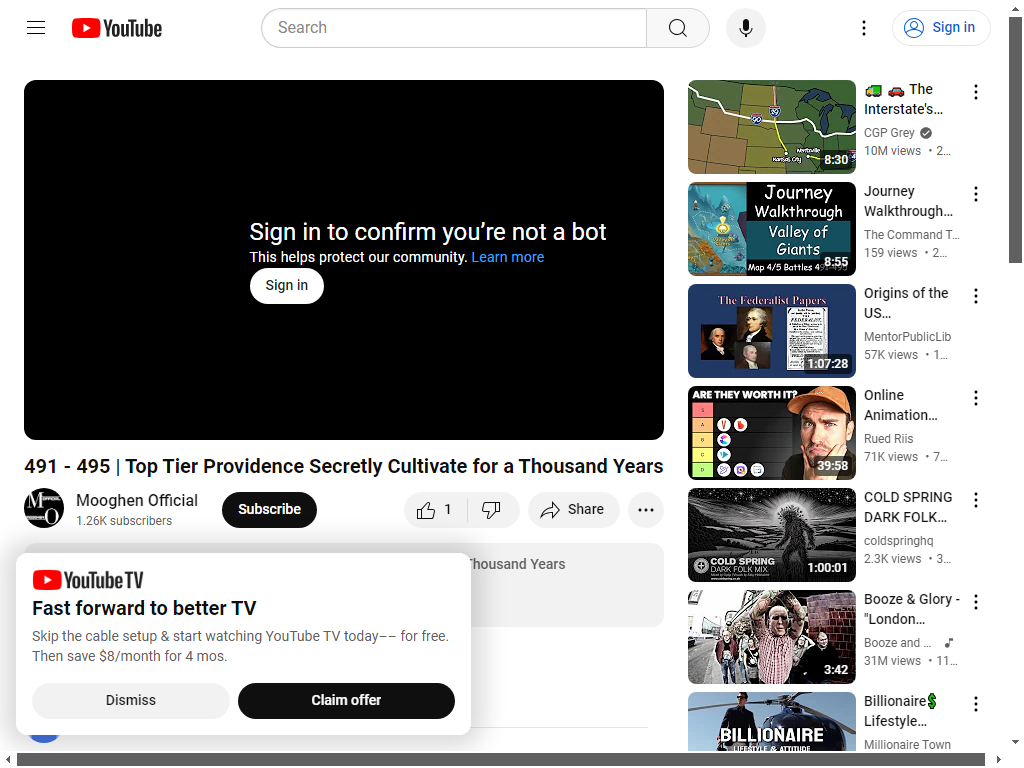 YouTube
Search
Sign in
Sign in to confirm you’re not a bot
This helps protect our community. Learn more
Sign in
491 - 495 | Top Tier Providence Secretly Cultivate for a Thousand Years
Mooghen Official
1.26K subscribers
Subscribe
1
Share
Thousand Years
YouTube TV
Fast forward to better TV
Skip the cable setup & start watching YouTube TV today–– for free.
Then save $8/month for 4 mos.
Dismiss
Claim offer
90
Kansas City
Wentzville
8:30
The
Interstate's...
CGP Grey
10M views • 2...
Journey
Walkthrough
Valley of
Giants
Map 4/5 Battles 491-495
8:55
Journey
Walkthrough...
The Command T...
159 views • 2...
The Federalist Papers
1:07:28
Origins of the
US...
MentorPublicLib
57K views • 1...
ARE THEY WORTH IT?
S
A
B
C
D
39:58
Online
Animation...
Rued Riis
71K views • 7...
COLD SPRING
DARK FOLK MIX
1:00:01
COLD SPRING
DARK FOLK...
coldspringhq
2.3K views • 3...
3:42
Booze & Glory -
"London...
Booze and ...
31M views • 11...
BILLIONAIRE
LIFESTYLE & ATTITUDE
Billionaire
Lifestyle...
Millionaire Town